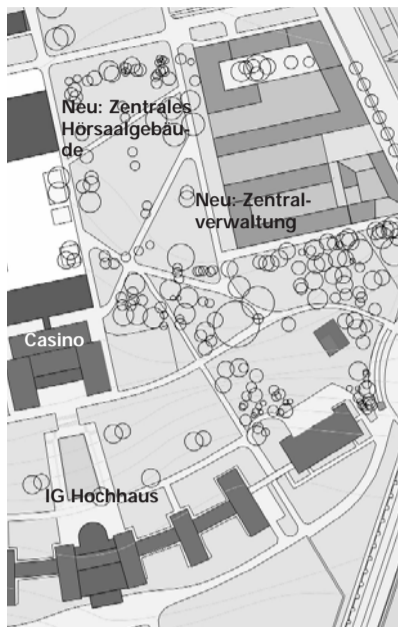 Neu: Zentrales
Hörsaalgebäu-
de
Neu: Zentral-
verwaltung
Casino
IG Hochhaus